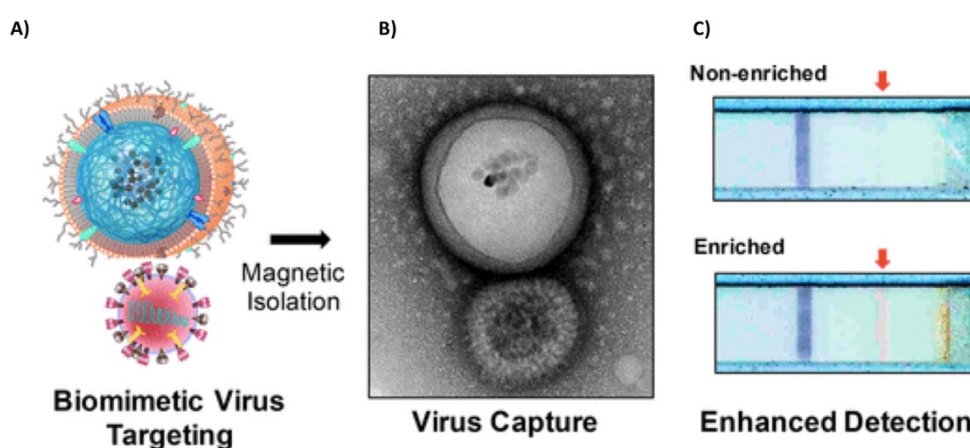 A)
B)
C)
Non-enriched
Enriched
Magnetic
Isolation
Biomimetic Virus
Targeting
Virus Capture
Enhanced Detection